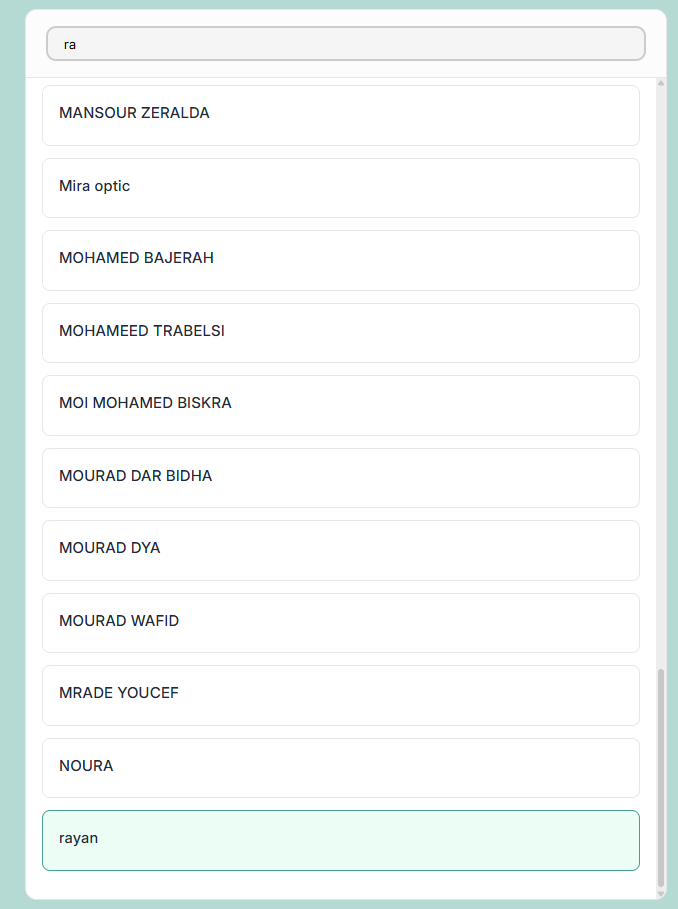 ra
MANSOUR ZERALDA
Mira optic
MOHAMED BAJERAH
MOHAMEED TRABELSI
MOI MOHAMED BISKRA
MOURAD DAR BIDHA
MOURAD DYA
MOURAD WAFID
MRADE YOUCEF
NOURA
rayan